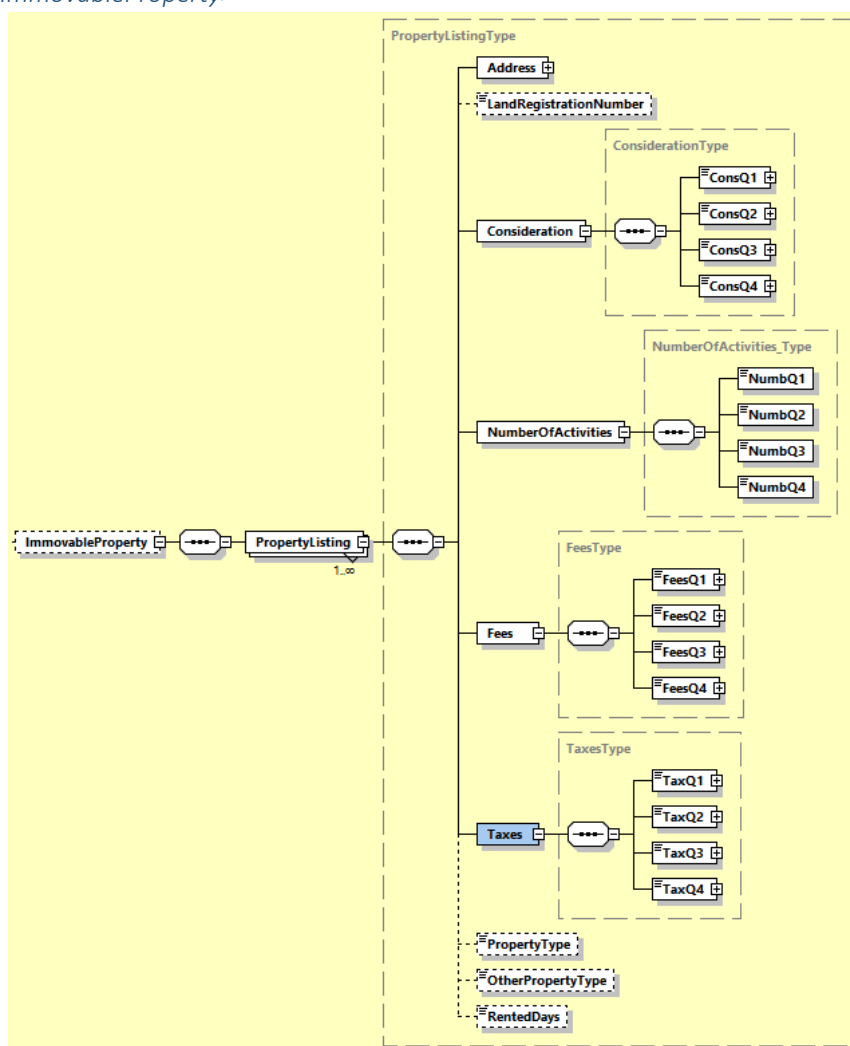 ImmovableProperty
PropertyListingType
Address
LandRegistrationNumber
ConsiderationType
ConsQ1
ConsQ2
Consideration
ConsQ3
ConsQ4
NumberOfActivities_Type
NumbQ1
NumbQ2
NumberOfActivities
NumbQ3
NumbQ4
ImmovableProperty
PropertyListing
1..∞
FeesType
FeesQ1
FeesQ2
Fees
FeesQ3
FeesQ4
TaxesType
TaxQ1
TaxQ2
Taxes
TaxQ3
TaxQ4
PropertyType
OtherPropertyType
RentedDays